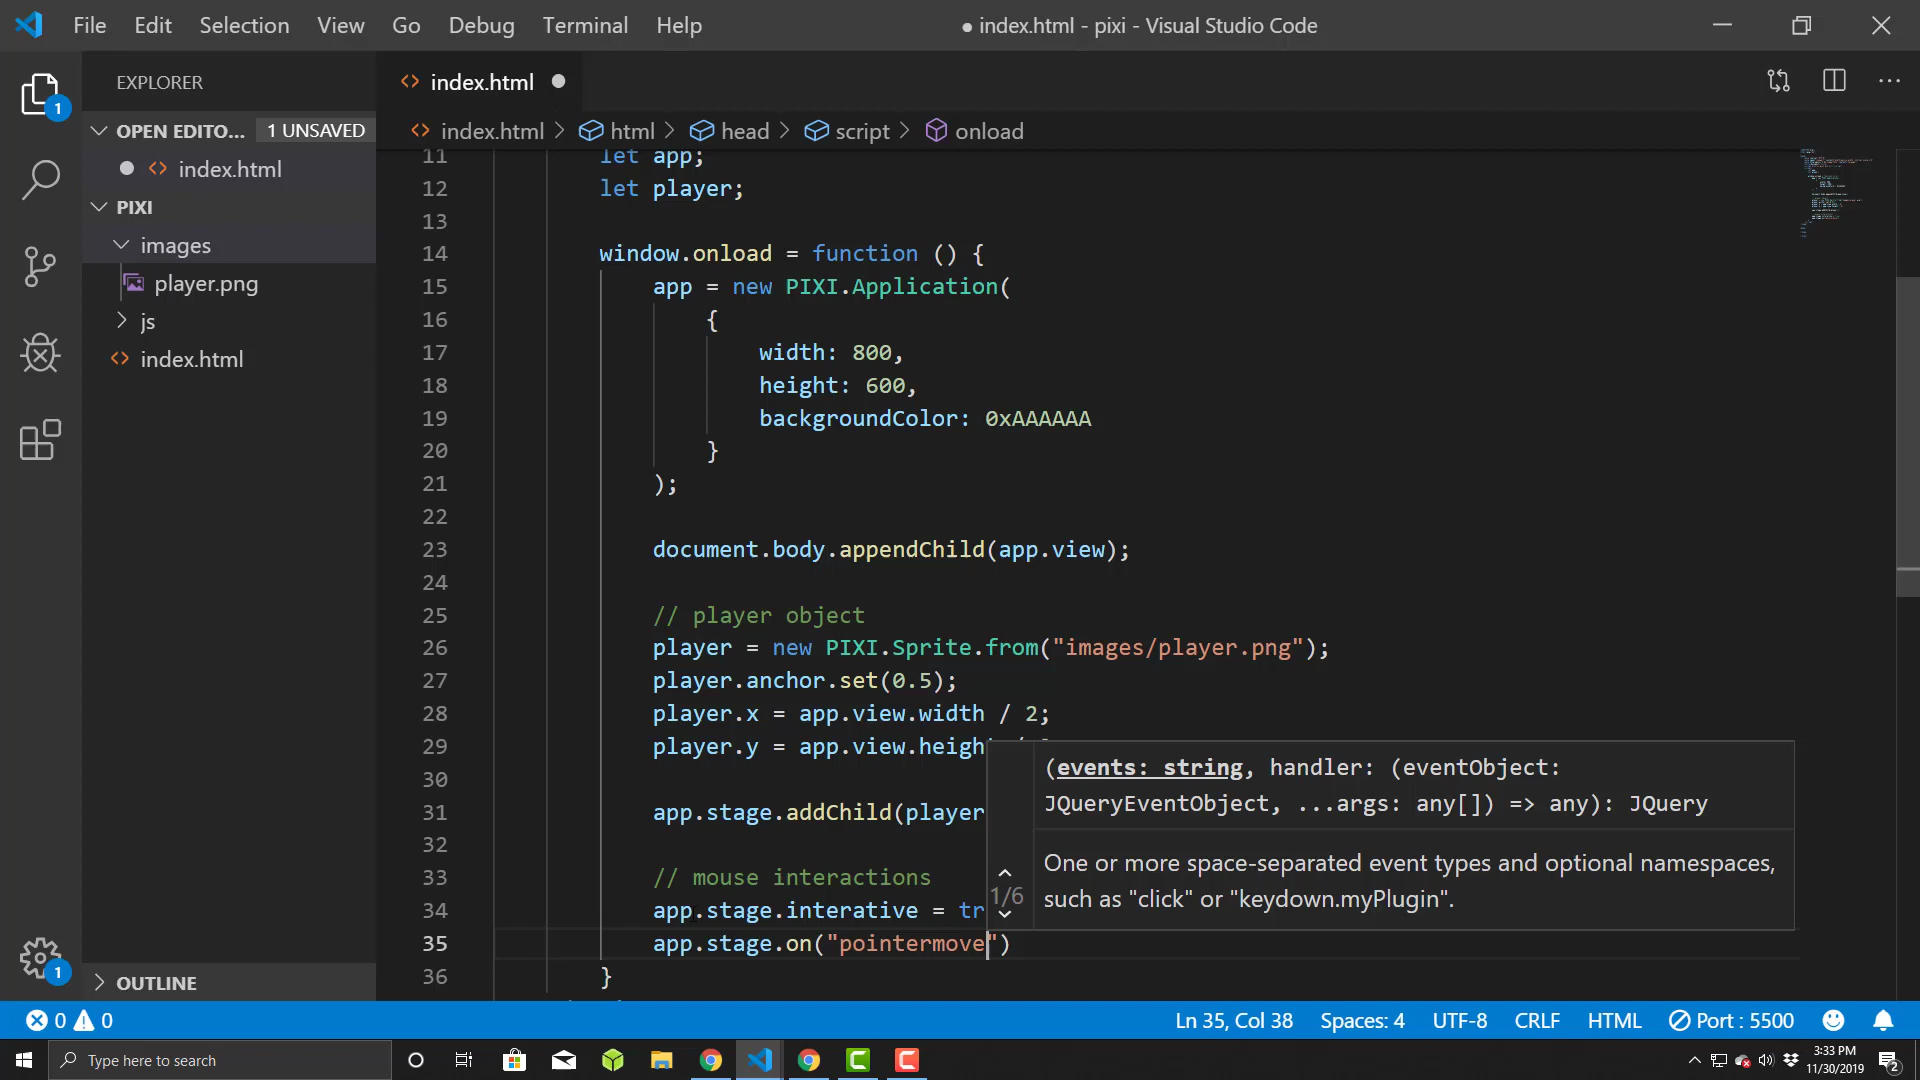 File Edit Selection View Go Debug Terminal Help
● index.html - pixi - Visual Studio Code
EXPLORER
OPEN EDITO... 1 UNSAVED
index.html
PIXI
images
player.png
js
index.html
OUTLINE
1
1
index.html
index.html > html > head > script > onload
11 let app;
12 let player;
13
14 window.onload = function () {
15 app = new PIXI.Application(
16 {
17 width: 800,
18 height: 600,
19 backgroundColor: 0xAAAAAA
20 }
21 );
22
23 document.body.appendChild(app.view);
24
25 // player object
26 player = new PIXI.Sprite.from("images/player.png");
27 player.anchor.set(0.5);
28 player.x = app.view.width / 2;
29 player.y = app.view.height
30
31 app.stage.addChild(player
32
33 // mouse interactions
34 app.stage.interative = tr
35 app.stage.on("pointermove")
36 }
(events: string, handler: (eventObject:
JQueryEventObject, ...args: any[]) => any): JQuery
1/6
One or more space-separated event types and optional namespaces,
such as "click" or "keydown.myPlugin".
0 0
Ln 35, Col 38 Spaces: 4 UTF-8 CRLF HTML Port : 5500
Type here to search
3:33 PM
11/30/2019
2